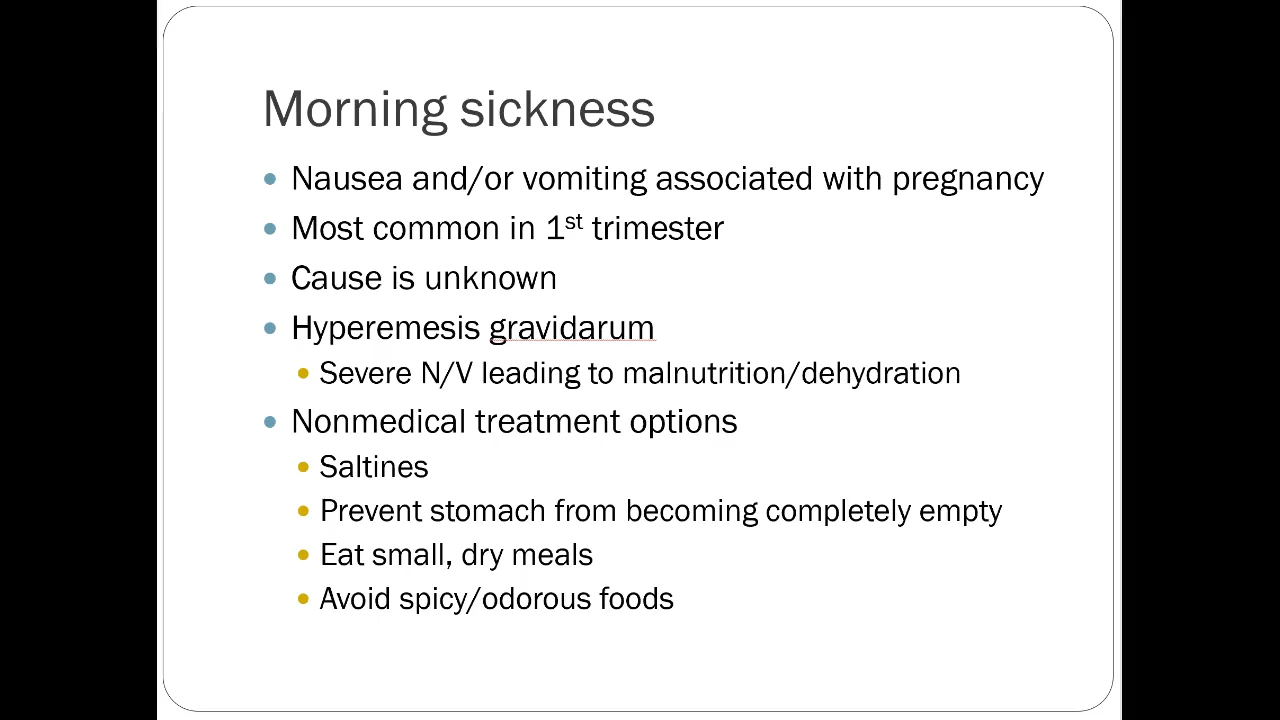 Morning sickness
Nausea and/or vomiting associated with pregnancy
Most common in 1st trimester
Cause is unknown
Hyperemesis gravidarum
Severe N/V leading to malnutrition/dehydration
Nonmedical treatment options
Saltines
Prevent stomach from becoming completely empty
Eat small, dry meals
Avoid spicy/odorous foods